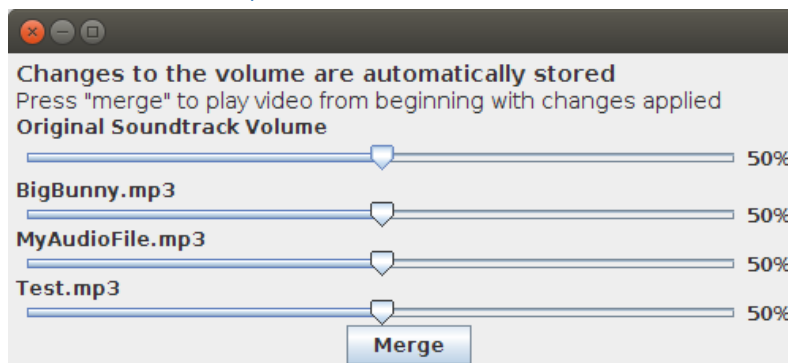 Changes to the volume are automatically stored
Press "merge" to play video from beginning with changes applied
Original Soundtrack Volume
50%
BigBunny.mp3
50%
MyAudioFile.mp3
50%
Test.mp3
50%
Merge